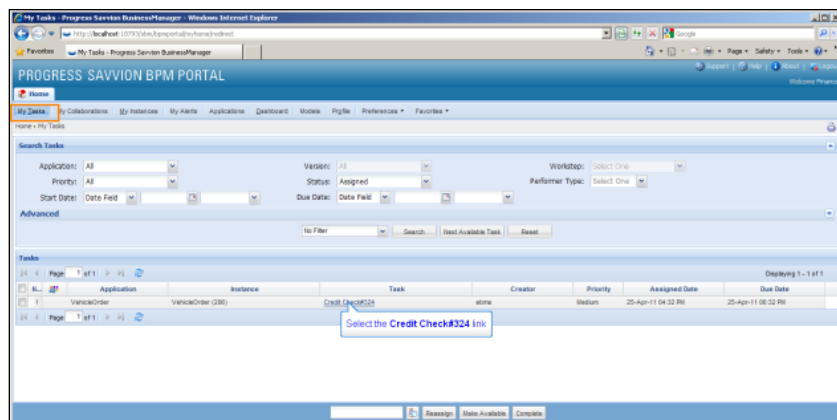 My Tasks - Progress Savvion BusinessManager - Windows Internet Explorer
http://localhost:10793/sbm/bpmportal/myhome/redirect
Google
Favorites My Tasks - Progress Savvion BusinessManager
Page Safety Tools
PROGRESS SAVVION BPM PORTAL
Support | Help | About | Logout
Welcome Finance
Home
My Tasks My Collaborations My Instances My Alerts Applications Dashboard Models Profile Preferences Favorites
Home » My Tasks
Search Tasks
Application: All Version: All Workstep: Select One
Priority: All Status: Assigned Performer Type: Select One
Start Date: Date Field Due Date: Date Field
Advanced
No Filter Search Next Available Task Reset
Tasks
Page 1 of 1 Displaying 1 - 1 of 1
N... Application Instance Task Creator Priority Assigned Date Due Date
1 VehicleOrder VehicleOrder (286) Credit Check#324 ebms Medium 25-Apr-11 04:32 PM 25-Apr-11 06:32 PM
Page 1 of 1
Select the Credit Check#324 link
Reassign Make Available Complete